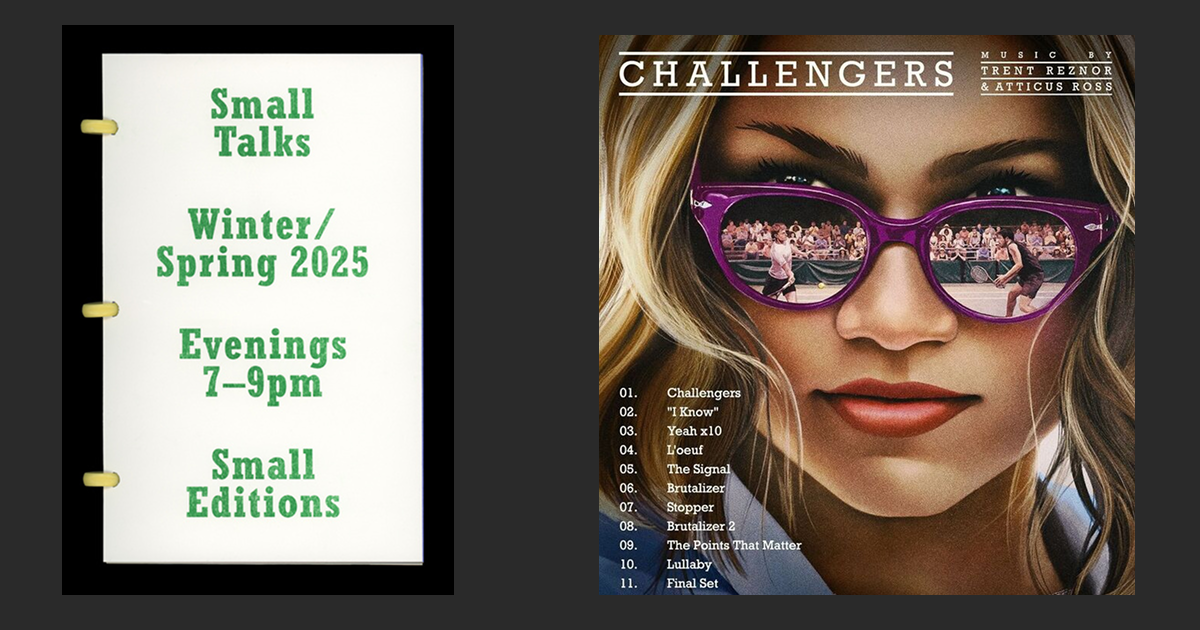 Small
Talks
Winter/
Spring 2025
Evenings
7–9pm
Small
Editions
CHALLENGERS
MUSIC BY
TRENT REZNOR
& ATTICUS ROSS
01. Challengers
02. "I Know"
03. Yeah x10
04. L'oeuf
05. The Signal
06. Brutalizer
07. Stopper
08. Brutalizer 2
09. The Points That Matter
10. Lullaby
11. Final Set